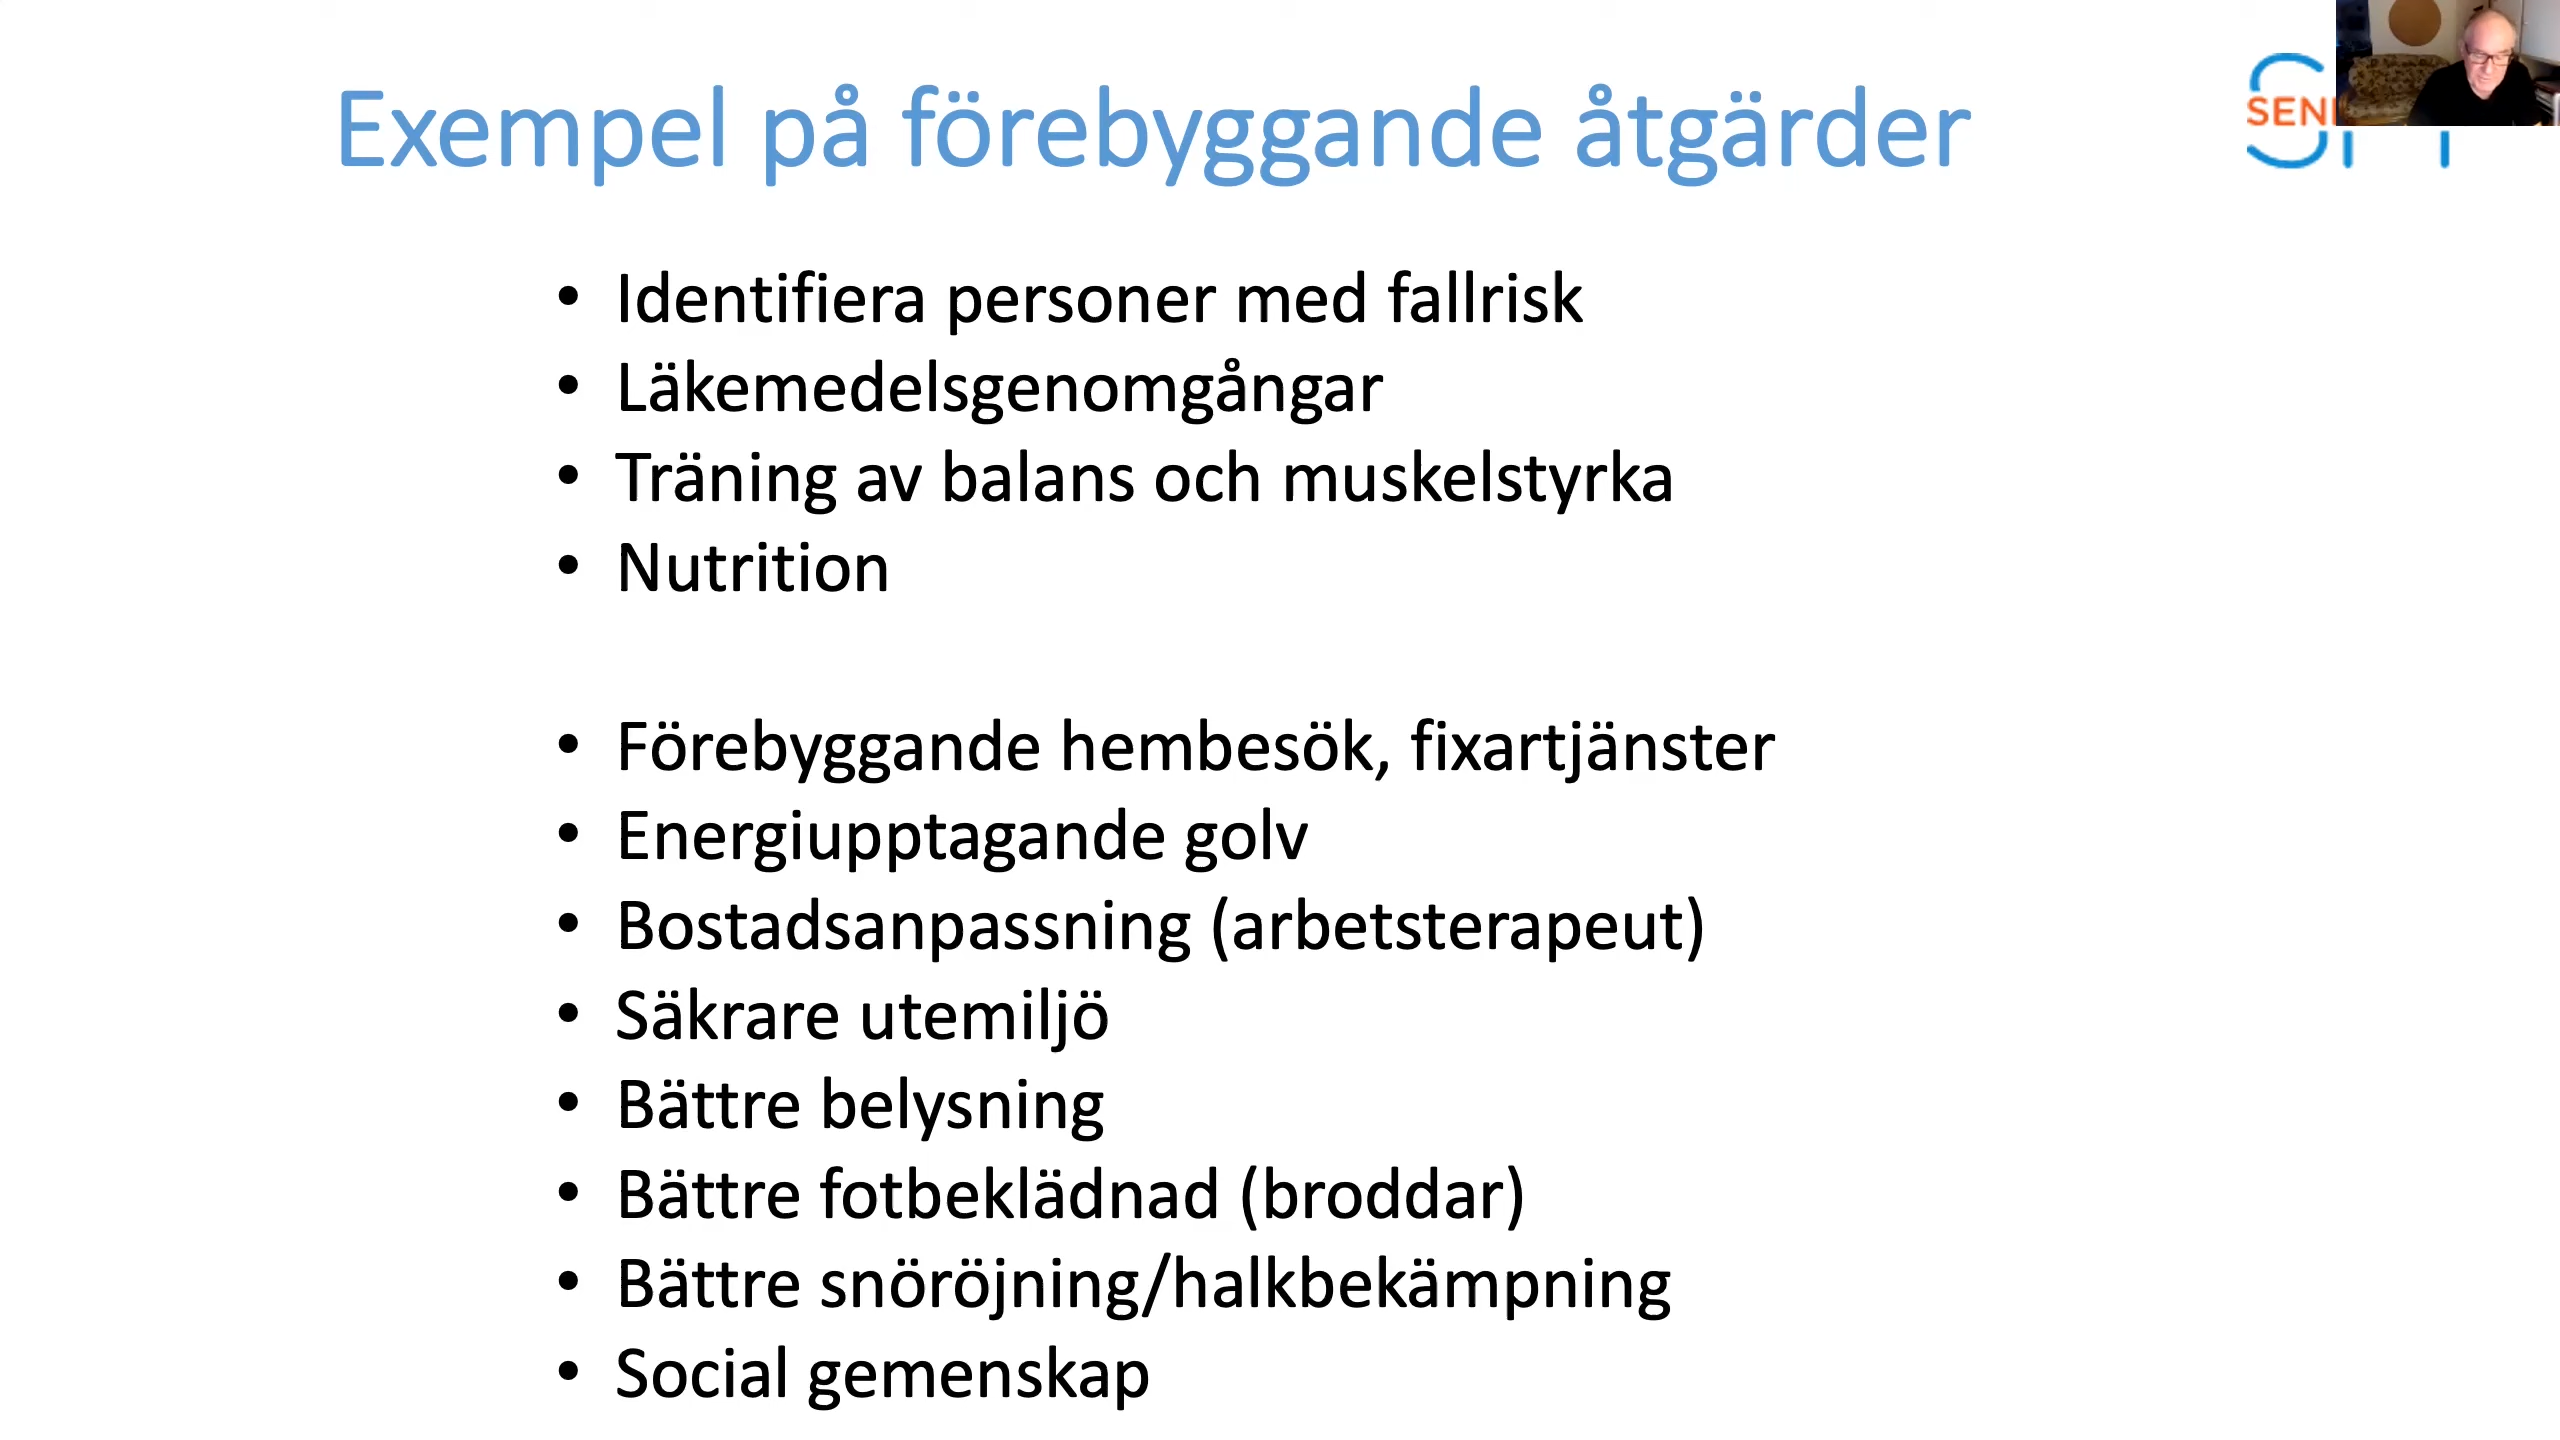 Exempel på förebyggande åtgärder
• Identifiera personer med fallrisk
• Läkemedelsgenomgångar
• Träning av balans och muskelstyrka
• Nutrition
• Förebyggande hembesök, fixartjänster
• Energiupptagande golv
• Bostadsanpassning (arbetsterapeut)
• Säkrare utemiljö
• Bättre belysning
• Bättre fotbeklädnad (broddar)
• Bättre snöröjning/halkbekämpning
• Social gemenskap